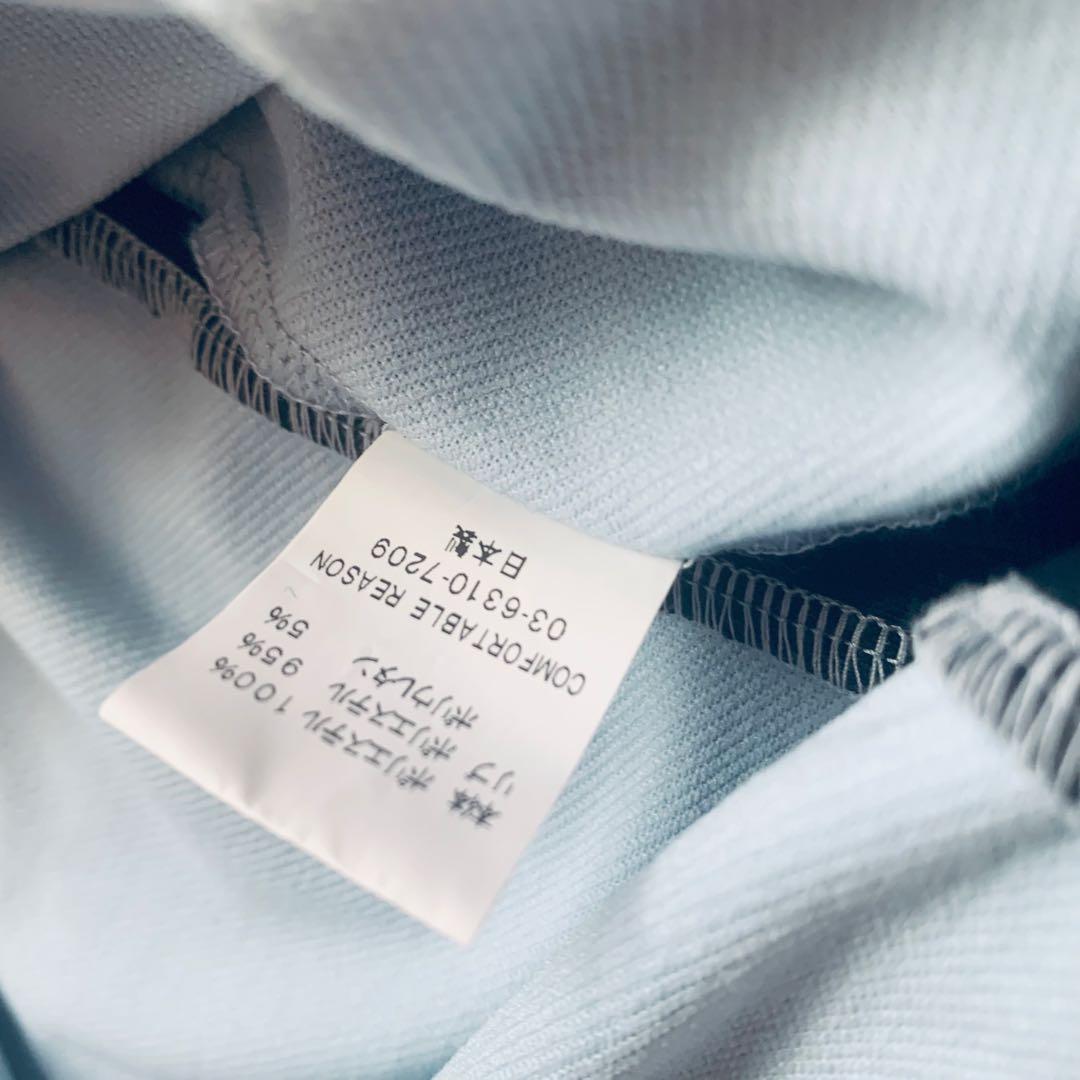 本体 ポリエステル 100%
リブ ポリエステル 95%
ポリウレタン 5%
COMFORTABLE REASON
03-6310-7209
日本製